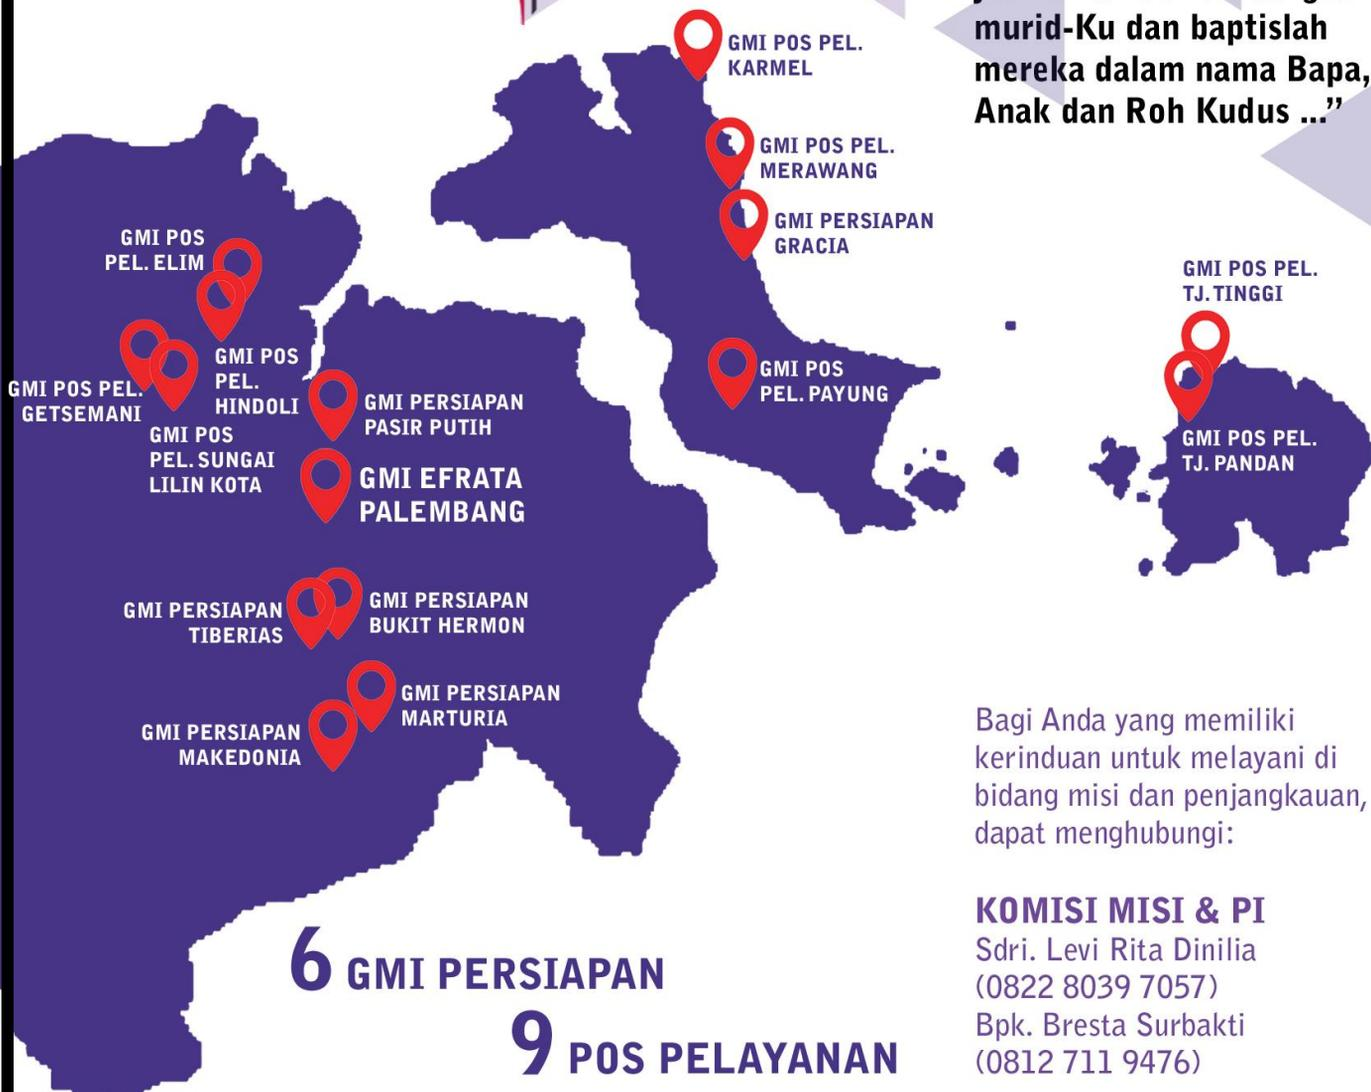 murid-Ku dan baptislah
mereka dalam nama Bapa,
Anak dan Roh Kudus ...”
GMI POS PEL.
KARMEL
GMI POS PEL.
MERAWANG
GMI PERSIAPAN
GRACIA
GMI POS
PEL. ELIM
GMI POS PEL.
TJ. TINGGI
GMI POS
PEL.
HINDOLI
GMI POS PEL.
GETSEMANI
GMI POS
PEL. PAYUNG
GMI PERSIAPAN
PASIR PUTIH
GMI POS
PEL. SUNGAI
LILIN KOTA
GMI POS PEL.
TJ. PANDAN
GMI EFRATA
PALEMBANG
GMI PERSIAPAN
TIBERIAS
GMI PERSIAPAN
BUKIT HERMON
GMI PERSIAPAN
MARTURIA
GMI PERSIAPAN
MAKEDONIA
Bagi Anda yang memiliki
kerinduan untuk melayani di
bidang misi dan penjangkauan,
dapat menghubungi:
KOMISI MISI & PI
Sdri. Levi Rita Dinilia
(0822 8039 7057)
Bpk. Bresta Surbakti
(0812 711 9476)
6 GMI PERSIAPAN
9 POS PELAYANAN